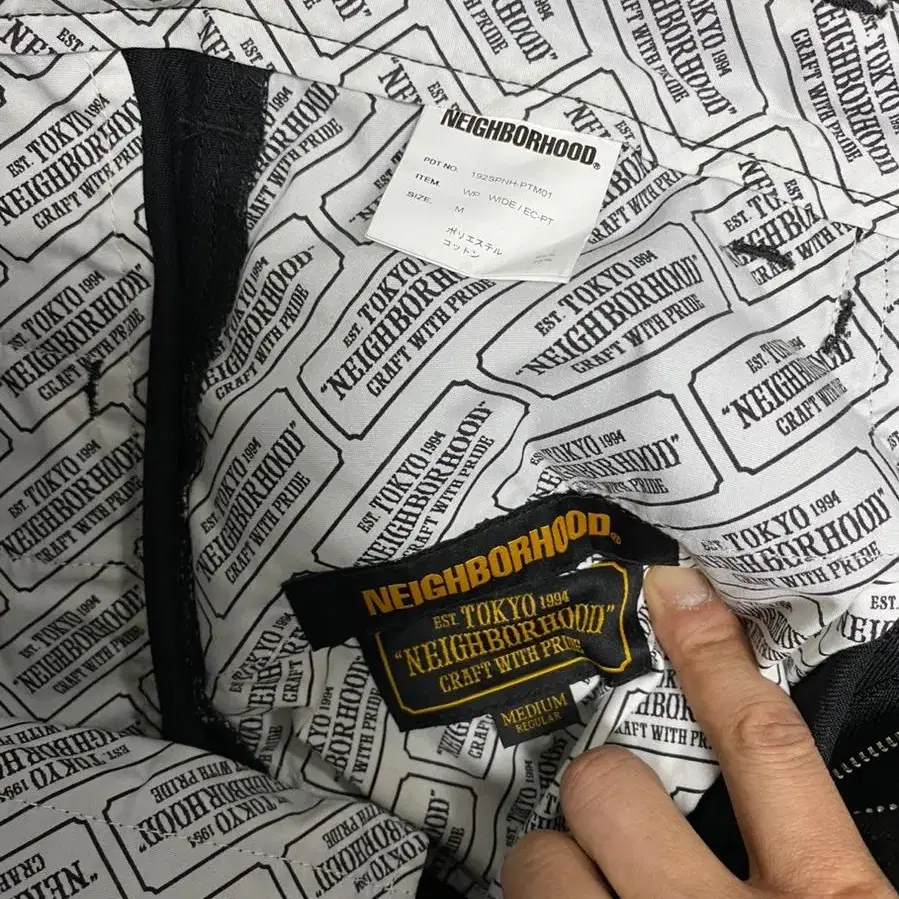 NEIGHBORHOOD®
PDT NO. 192SPNH-PTM01
ITEM. WP. WIDE / EC-PT
SIZE. M
ポリエステル
コットン
NEIGHBORHOOD®
EST. TOKYO 1994
"NEIGHBORHOOD"
CRAFT WITH PRIDE
MEDIUM
REGULAR
EST. TOKYO 1994
"NEIGHBORHOOD"
CRAFT WITH PRIDE